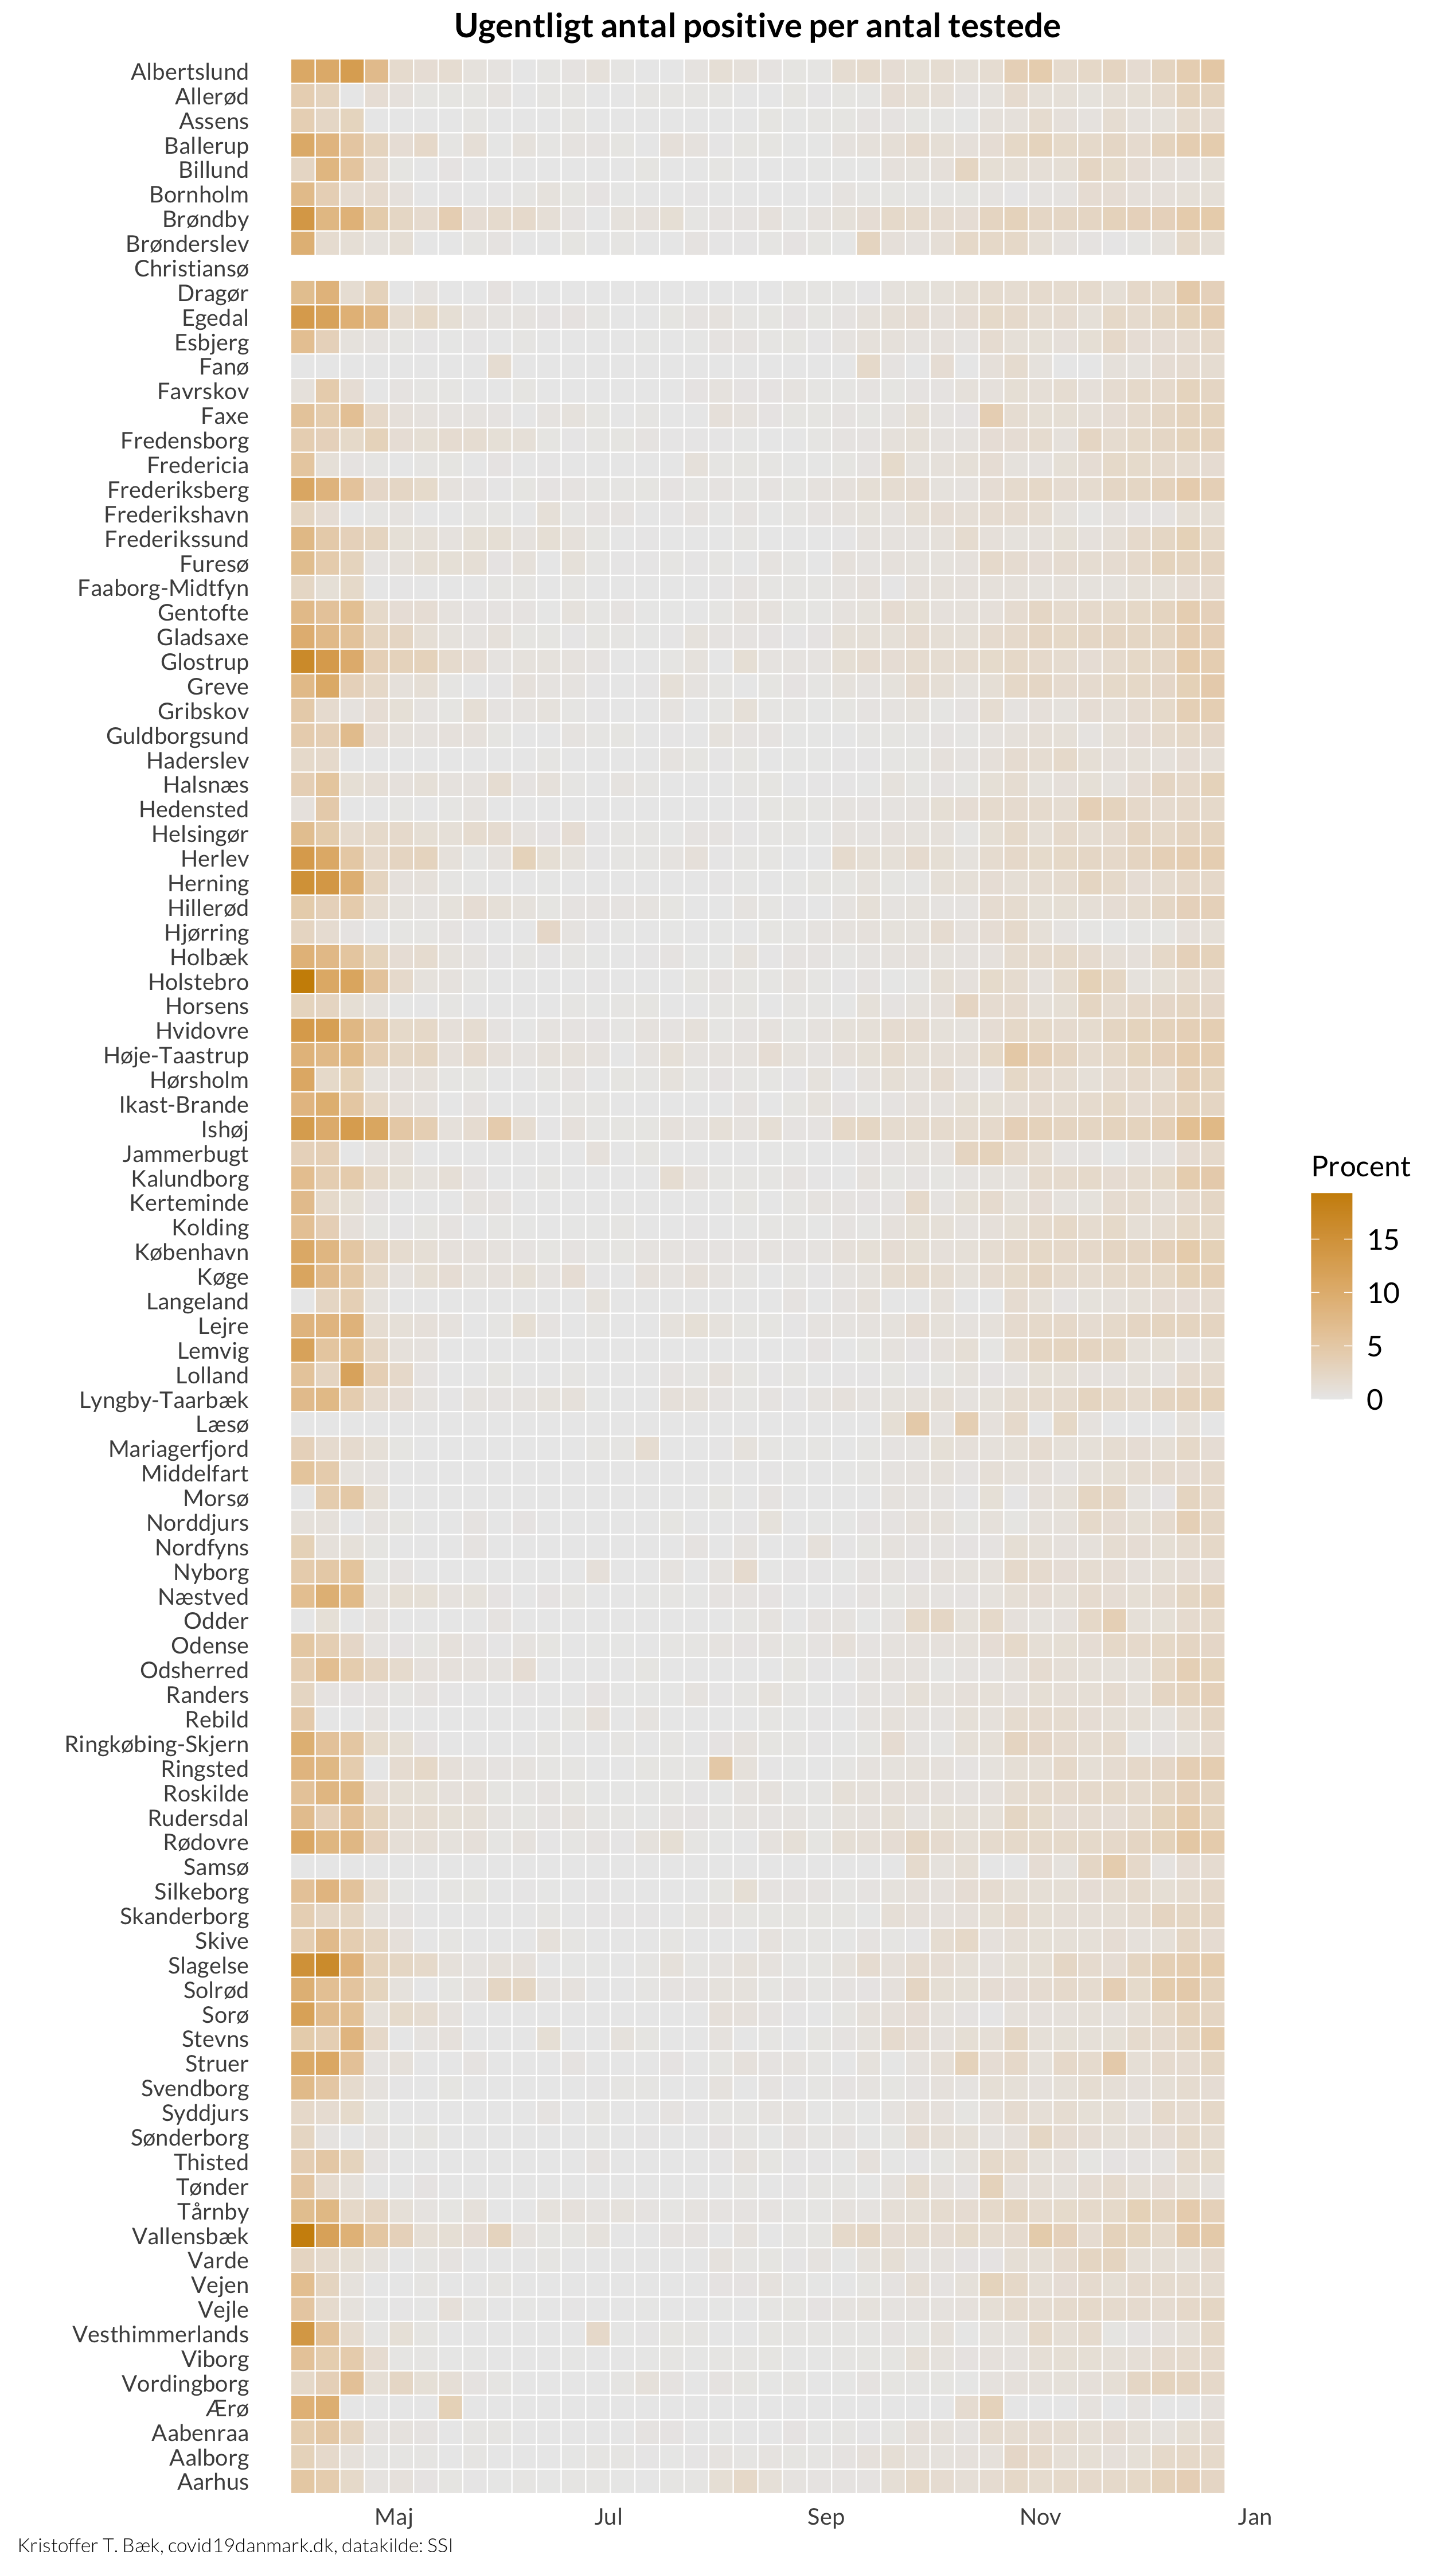 Ugentligt antal positive per antal testede
Albertslund
Allerød
Assens
Ballerup
Billund
Bornholm
Brøndby
Brønderslev
Christiansø
Dragør
Egedal
Esbjerg
Fanø
Favrskov
Faxe
Fredensborg
Fredericia
Frederiksberg
Frederikshavn
Frederikssund
Furesø
Faaborg-Midtfyn
Gentofte
Gladsaxe
Glostrup
Greve
Gribskov
Guldborgsund
Haderslev
Halsnæs
Hedensted
Helsingør
Herlev
Herning
Hillerød
Hjørring
Holbæk
Holstebro
Horsens
Hvidovre
Høje-Taastrup
Hørsholm
Ikast-Brande
Ishøj
Jammerbugt
Kalundborg
Kerteminde
Kolding
København
Køge
Langeland
Lejre
Lemvig
Lolland
Lyngby-Taarbæk
Læsø
Mariagerfjord
Middelfart
Morsø
Norddjurs
Nordfyns
Nyborg
Næstved
Odder
Odense
Odsherred
Randers
Rebild
Ringkøbing-Skjern
Ringsted
Roskilde
Rudersdal
Rødovre
Samsø
Silkeborg
Skanderborg
Skive
Slagelse
Solrød
Sorø
Stevns
Struer
Svendborg
Syddjurs
Sønderborg
Thisted
Tønder
Tårnby
Vallensbæk
Varde
Vejen
Vejle
Vesthimmerlands
Viborg
Vordingborg
Ærø
Aabenraa
Aalborg
Aarhus
Maj Jul Sep Nov Jan
Procent
15
10
5
0
Kristoffer T. Bæk, covid19danmark.dk, datakilde: SSI